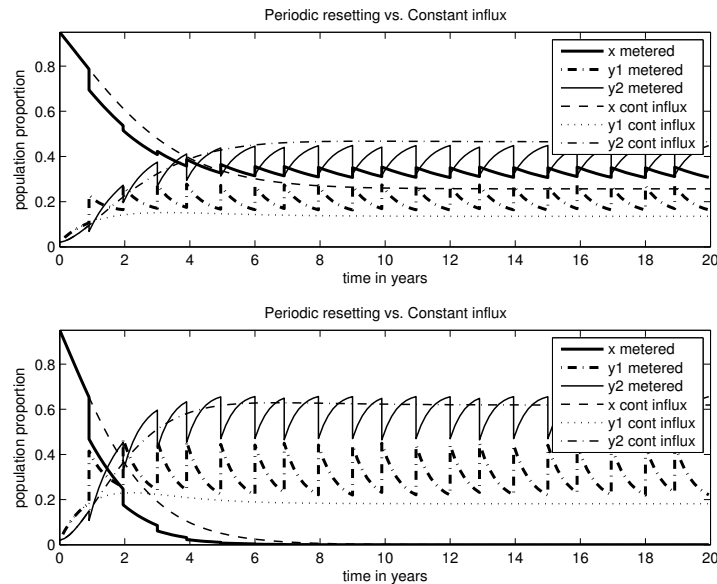 Periodic resetting vs. Constant influx
population proportion
0.8
0.6
0.4
0.2
0
x metered
y1 metered
y2 metered
x cont influx
y1 cont influx
y2 cont influx
0 2 4 6 8 10 12 14 16 18 20
time in years
Periodic resetting vs. Constant influx
population proportion
0.8
0.6
0.4
0.2
0
x metered
y1 metered
y2 metered
x cont influx
y1 cont influx
y2 cont influx
0 2 4 6 8 10 12 14 16 18 20
time in years